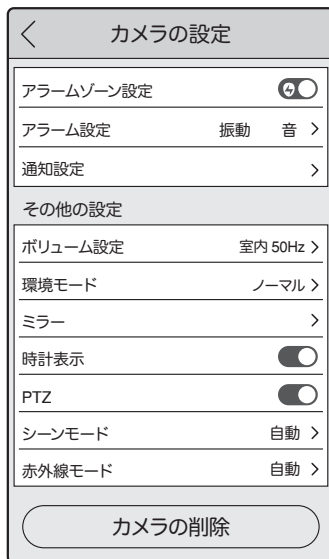 カメラの設定
アラームゾーン設定
アラーム設定 振動 音
通知設定
その他の設定
ボリューム設定 室内 50Hz
環境モード ノーマル
ミラー
時計表示
PTZ
シーンモード 自動
赤外線モード 自動
カメラの削除